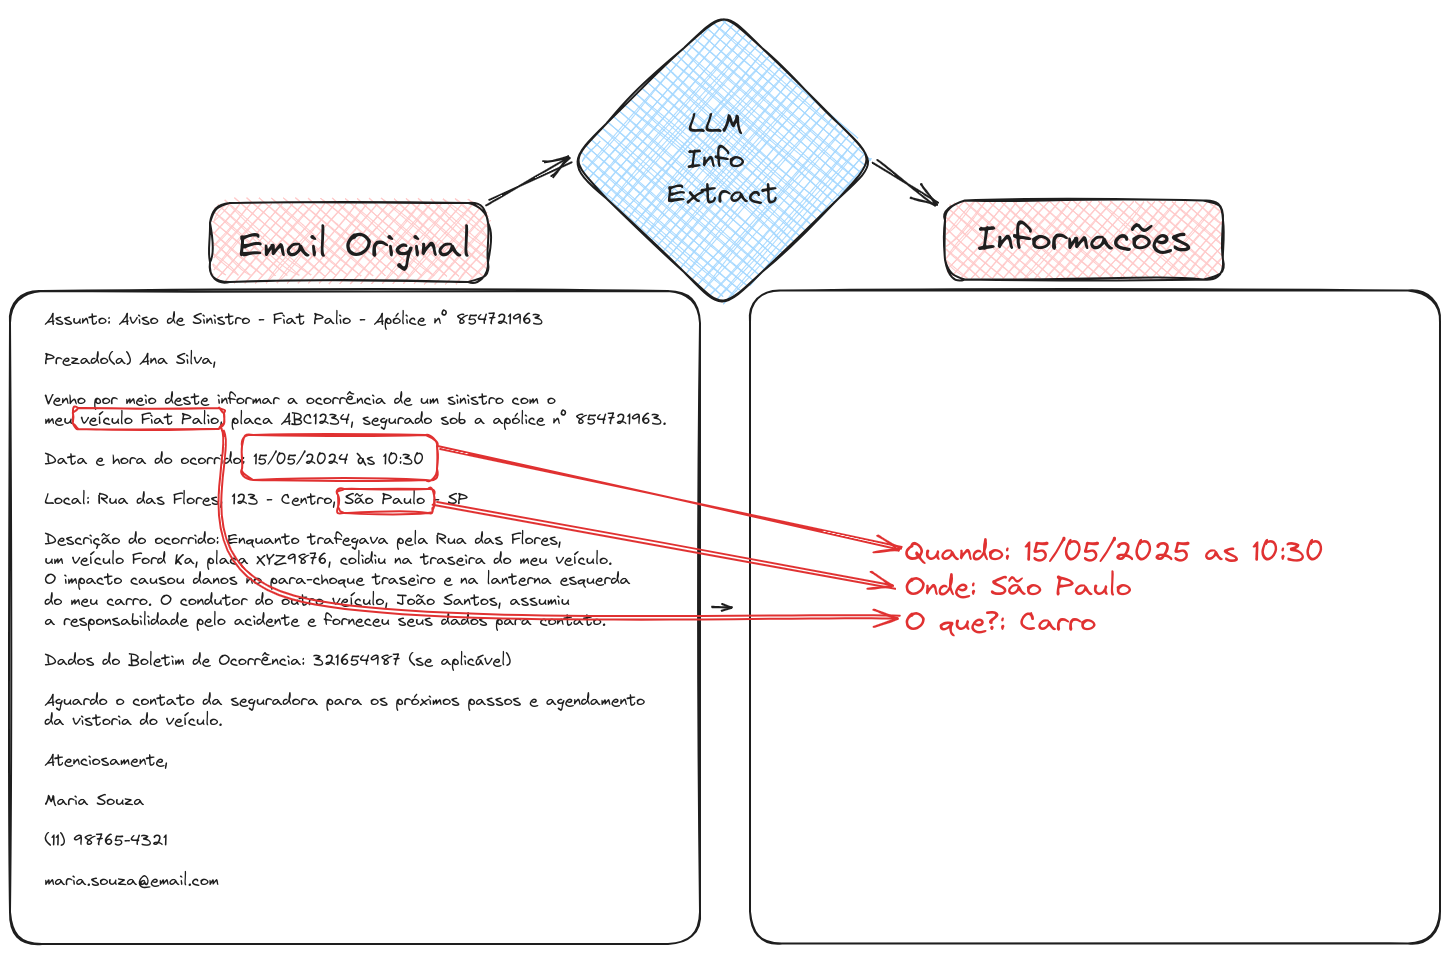 LLM
Info
Extract
Email Original
Informacões
Assunto: Aviso de Sinistro - Fiat Palio - Apólice nº 854721963
Prezado(a) Ana Silva,
Venho por meio deste informar a ocorrência de um sinistro com o
meu veículo Fiat Palio, placa ABC1234, segurado sob a apólice nº 854721963.
Data e hora do ocorrido: 15/05/2024 às 10:30
Local: Rua das Flores, 123 - Centro, São Paulo - SP
Descrição do ocorrido: Enquanto trafegava pela Rua das Flores,
um veículo Ford Ka, placa XYZ9876, colidiu na traseira do meu veículo.
O impacto causou danos no para-choque traseiro e na lanterna esquerda
do meu carro. O condutor do outro veículo, João Santos, assumiu
a responsabilidade pelo acidente e forneceu seus dados para contato.
Dados do Boletim de Ocorrência: 321654987 (se aplicável)
Aguardo o contato da seguradora para os próximos passos e agendamento
da vistoria do veículo.
Atenciosamente,
Maria Souza
(11) 98765-4321
maria.souza@email.com
Quando: 15/05/2025 as 10:30
Onde: São Paulo
O que?: Carro